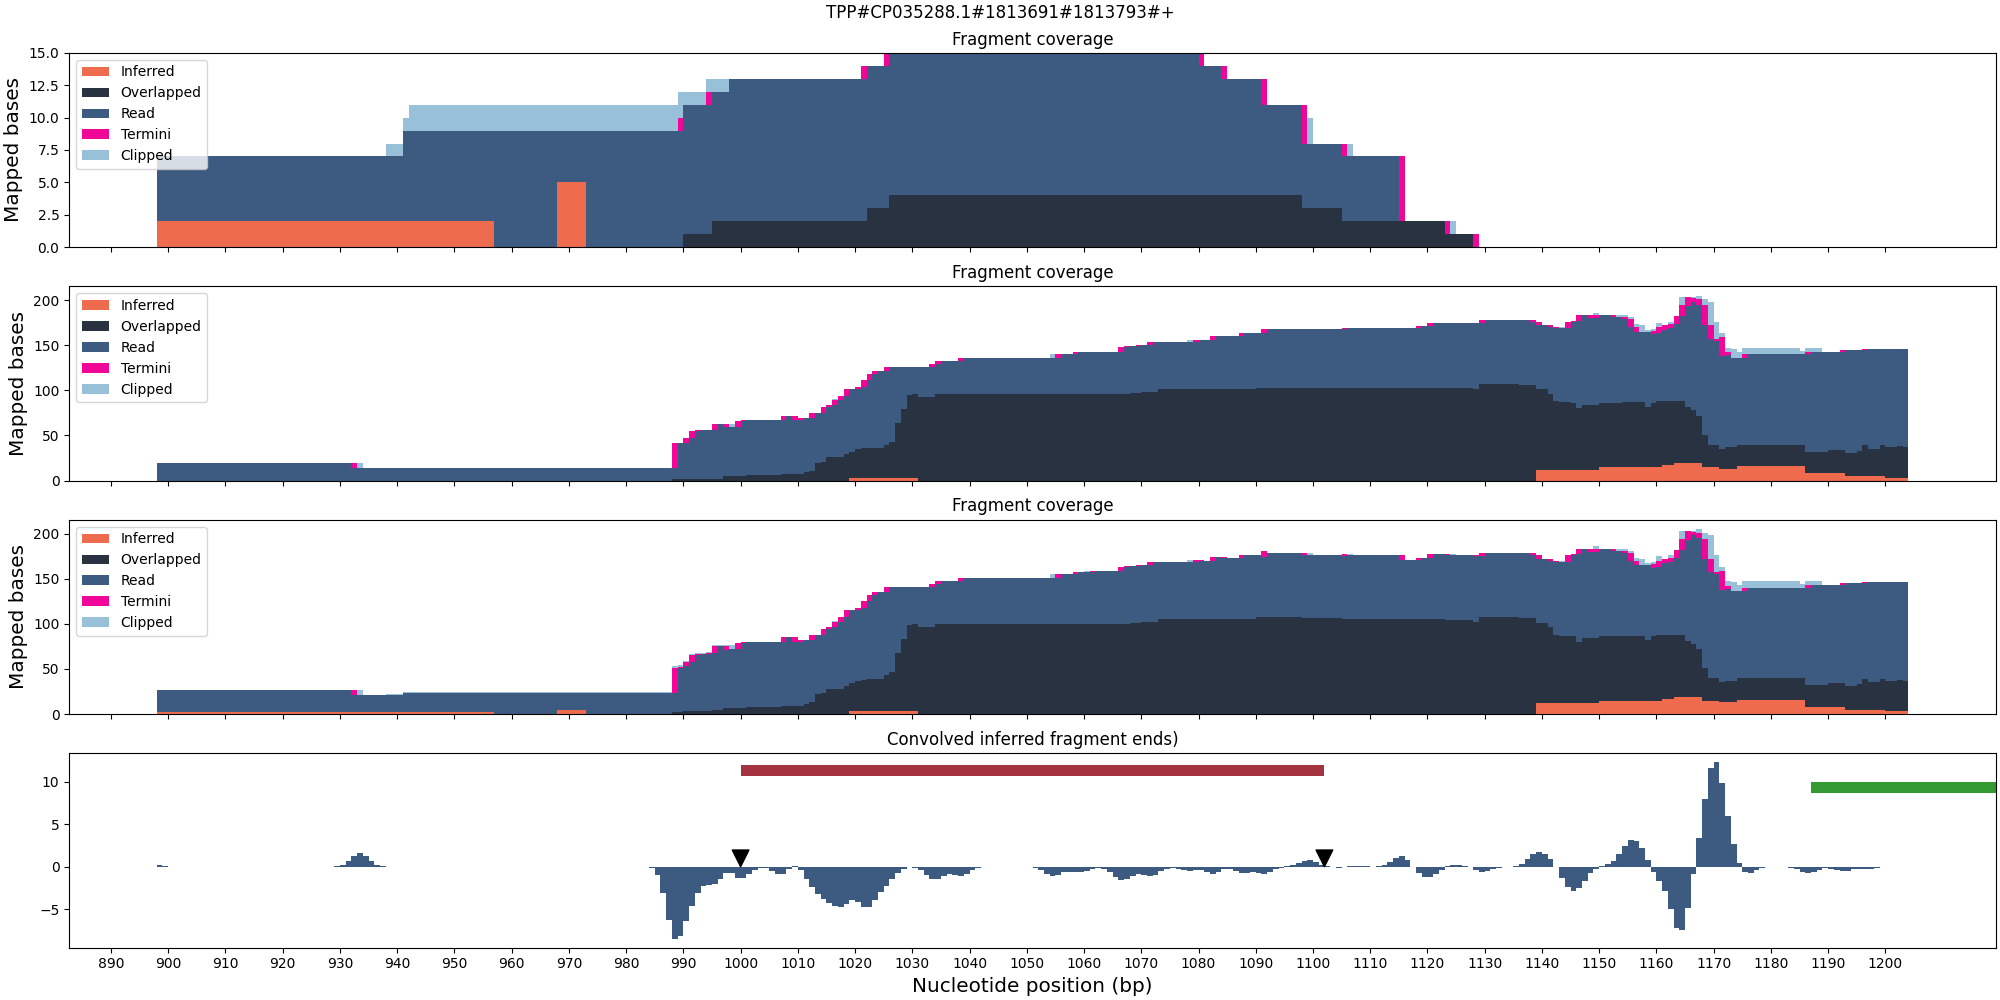 TPP#CP035288.1#1813691#1813793#+
Fragment coverage
Mapped bases
15.0
12.5
10.0
7.5
5.0
2.5
0.0
Inferred
Overlapped
Read
Termini
Clipped
Fragment coverage
Mapped bases
200
150
100
50
0
Inferred
Overlapped
Read
Termini
Clipped
Fragment coverage
Mapped bases
200
150
100
50
0
Inferred
Overlapped
Read
Termini
Clipped
Convolved inferred fragment ends)
10
5
0
−5
890 900 910 920 930 940 950 960 970 980 990 1000 1010 1020 1030 1040 1050 1060 1070 1080 1090 1100 1110 1120 1130 1140 1150 1160 1170 1180 1190 1200
Nucleotide position (bp)